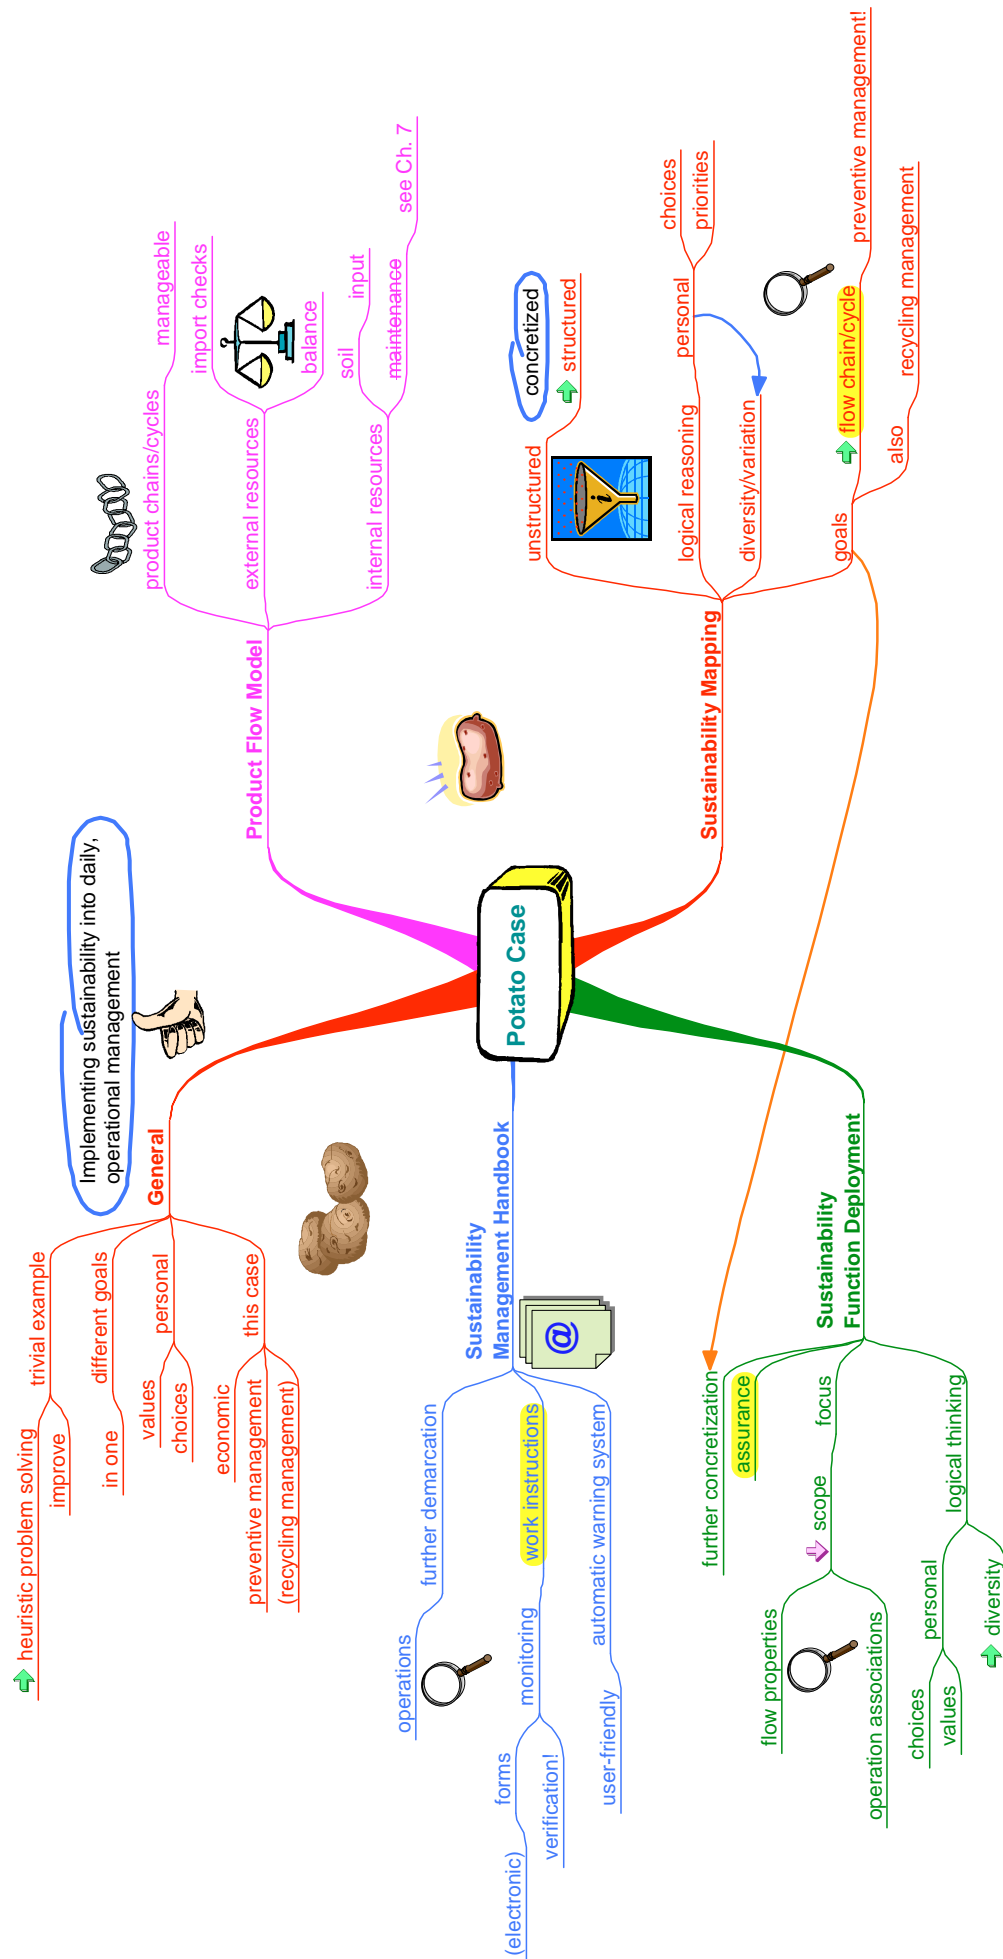 Potato Case
Implementing sustainability into daily,
operational management
General
trivial example
heuristic problem solving
improve
different goals
in one
personal
values
choices
this case
economic
preventive management
(recycling management)
Product Flow Model
product chains/cycles
manageable
external resources
import checks
balance
internal resources
soil
input
maintenance
see Ch. 7
Sustainability
Management Handbook
@
further demarcation
operations
work instructions
monitoring
forms
(electronic)
verification!
automatic warning system
user-friendly
Sustainability Mapping
unstructured
structured
concretized
i
logical reasoning
personal
choices
priorities
diversity/variation
goals
flow chain/cycle
preventive management!
also
recycling management
Sustainability
Function Deployment
further concretization
assurance
focus
scope
flow properties
operation associations
logical thinking
personal
choices
values
diversity